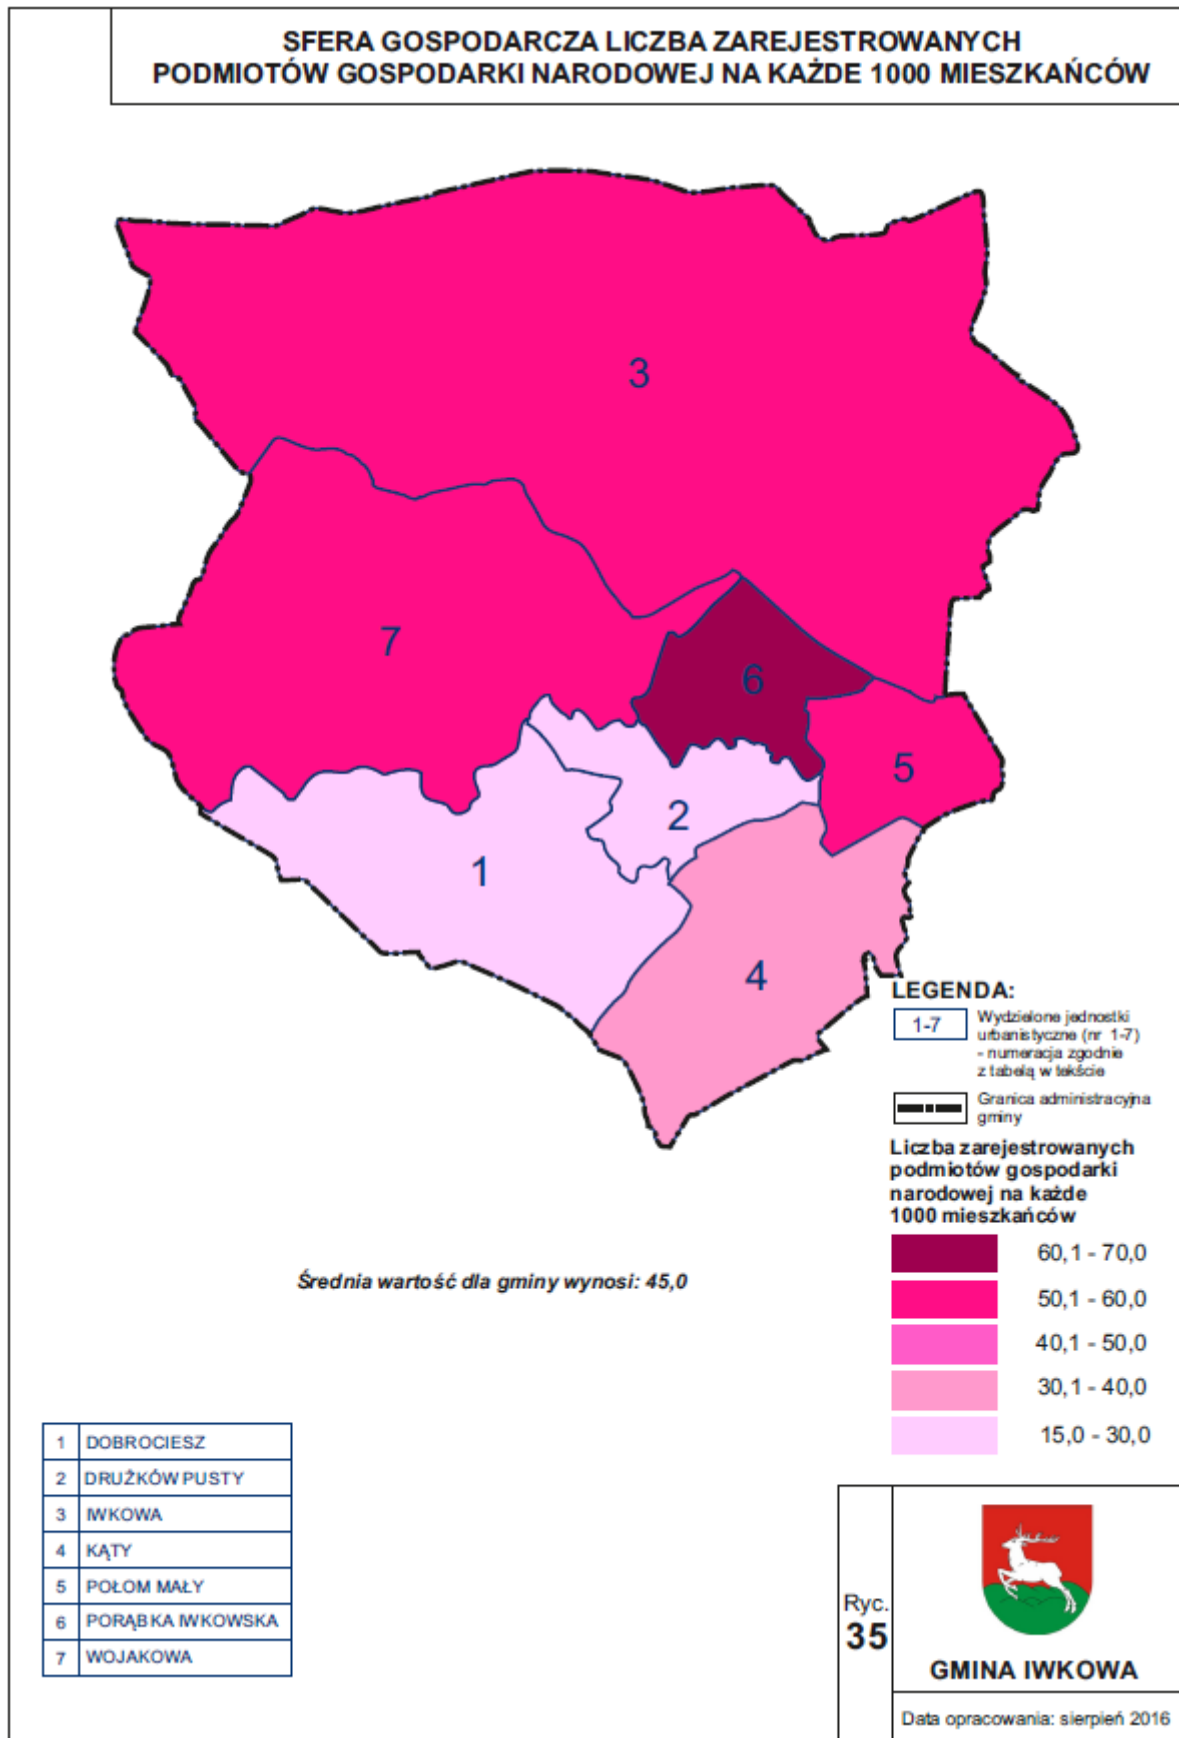 SFERA GOSPODARCZA LICZBA ZAREJESTROWANYCH
PODMIOTÓW GOSPODARKI NARODOWEJ NA KAŻDE 1000 MIESZKAŃCÓW
3
7
6
5
2
1
4
LEGENDA:
1-7
Wydzielone jednostki
urbanistyczne (nr 1-7)
- numeracja zgodnie
z tabelą w tekście
Granica administracyjna
gminy
Liczba zarejestrowanych
podmiotów gospodarki
narodowej na każde
1000 mieszkańców
60,1 - 70,0
50,1 - 60,0
40,1 - 50,0
30,1 - 40,0
15,0 - 30,0
Średnia wartość dla gminy wynosi: 45,0
1 DOBROCIESZ
2 DRUŻKÓW PUSTY
3 IWKOWA
4 KĄTY
5 POŁOM MAŁY
6 PORĄBKA IWKOWSKA
7 WOJAKOWA
Ryc.
35
GMINA IWKOWA
Data opracowania: sierpień 2016